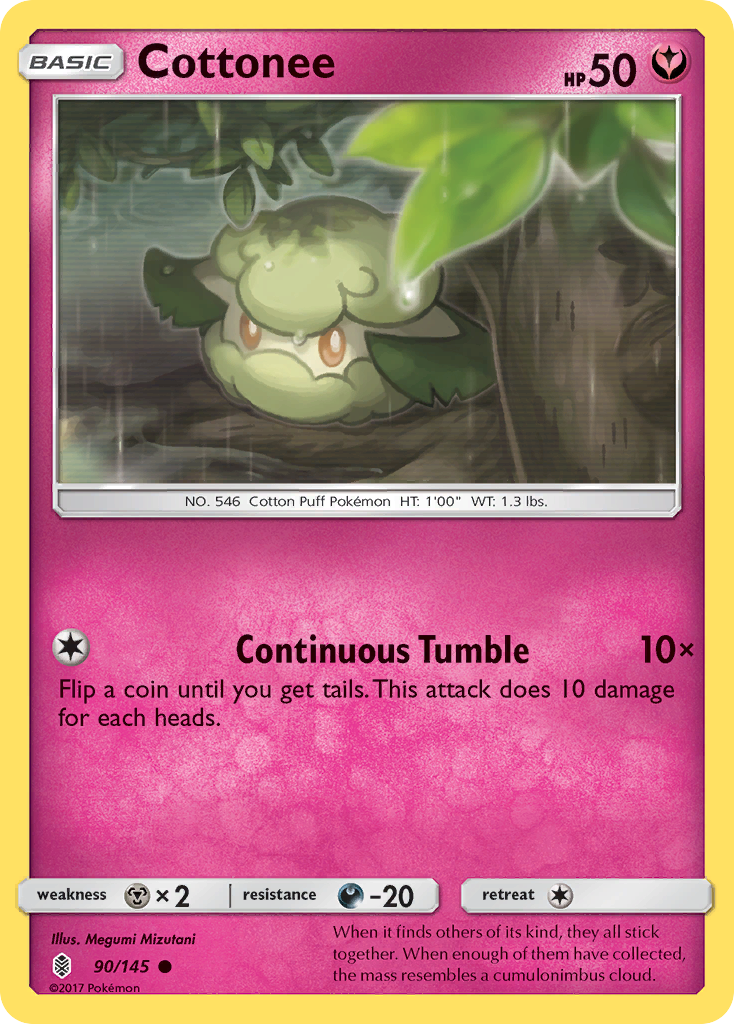 BASIC Cottonee HP 50
NO. 546 Cotton Puff Pokémon HT: 1'00" WT: 1.3 lbs.
Continuous Tumble 10×
Flip a coin until you get tails. This attack does 10 damage
for each heads.
weakness ×2 resistance -20 retreat
Illus. Megumi Mizutani
90/145
©2017 Pokémon
When it finds others of its kind, they all stick
together. When enough of them have collected,
the mass resembles a cumulonimbus cloud.